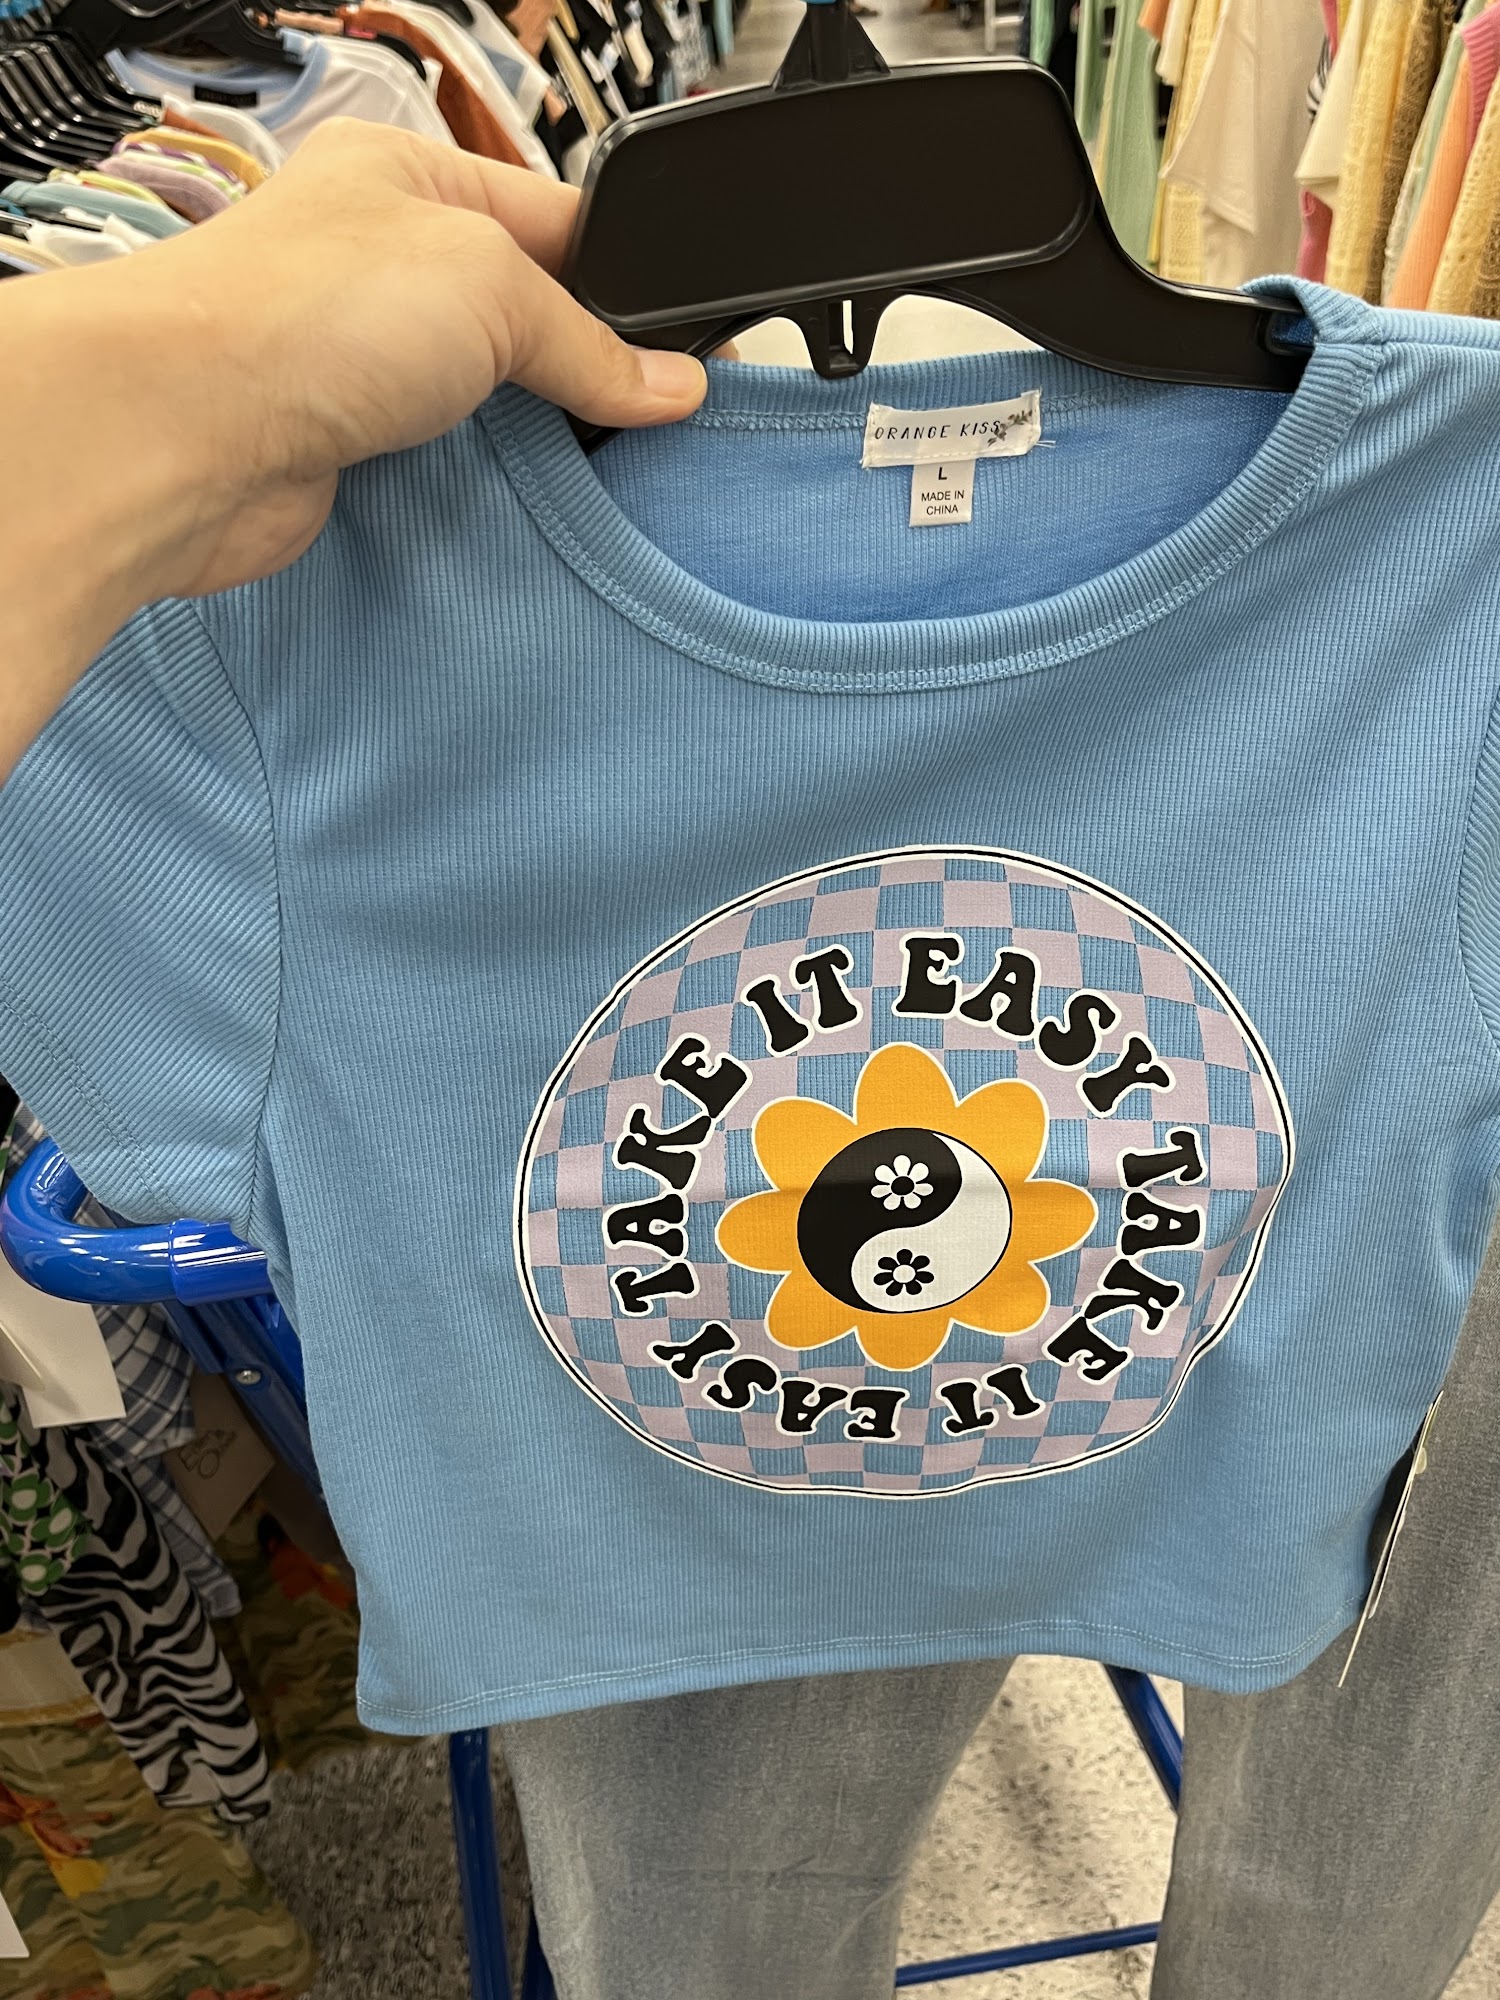 ORANGE KISS
L
MADE IN
CHINA
TAKE IT EASY TAKE IT EASY